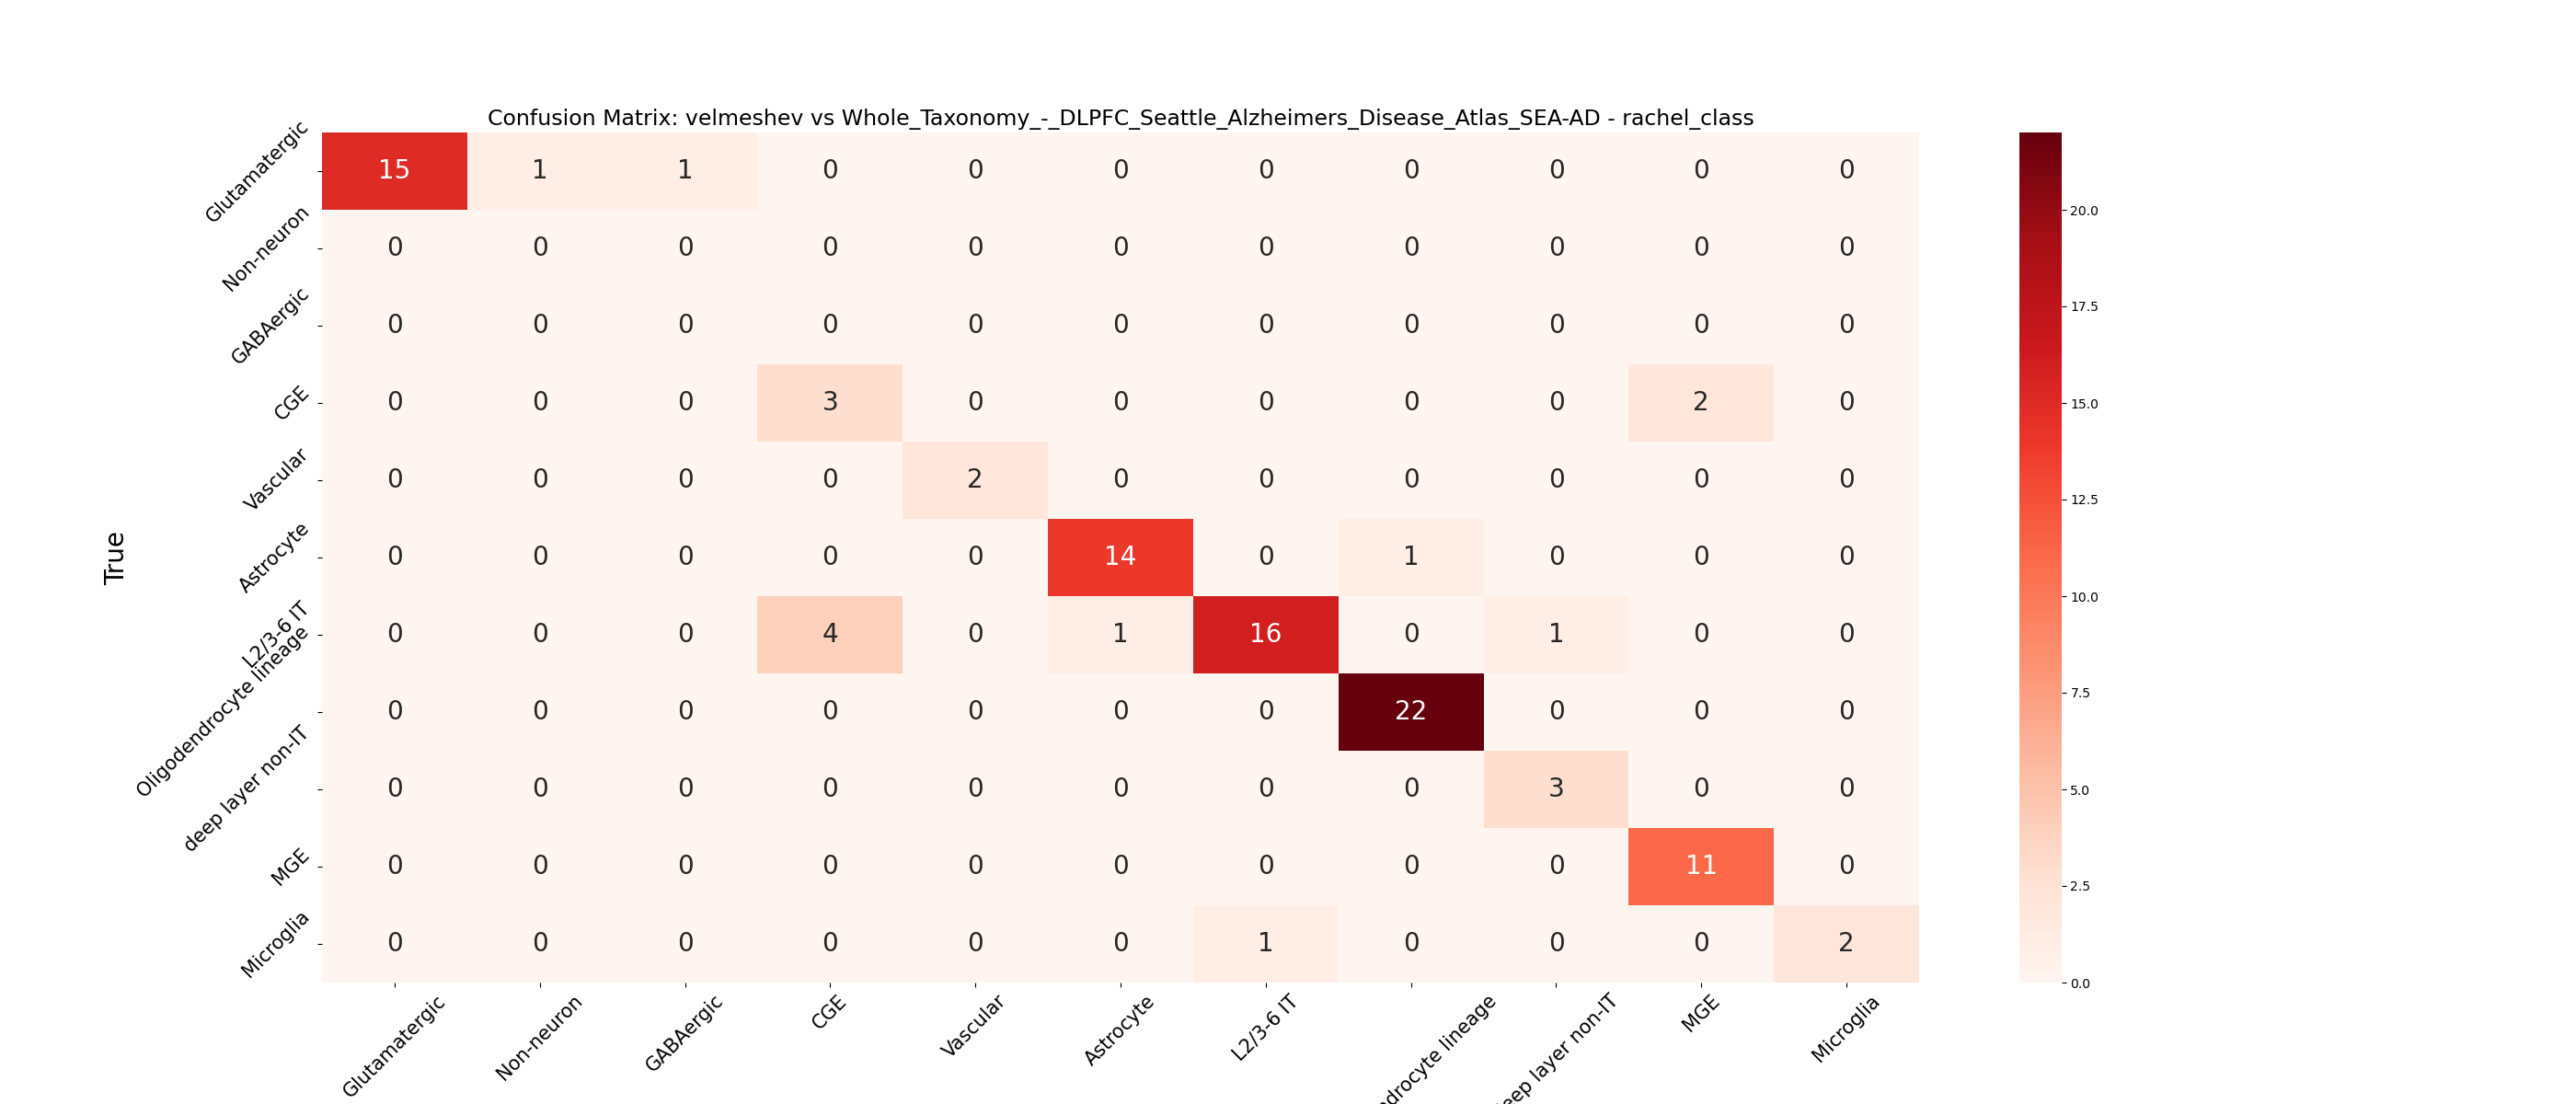 Confusion Matrix: velmeshev vs Whole_Taxonomy_-_DLPFC_Seattle_Alzheimers_Disease_Atlas_SEA-AD - rachel_class
True
Glutamatergic 15 1 1 0 0 0 0 0 0 0 0
Non-neuron 0 0 0 0 0 0 0 0 0 0 0
GABAergic 0 0 0 0 0 0 0 0 0 0 0
CGE 0 0 0 3 0 0 0 0 0 2 0
Vascular 0 0 0 0 2 0 0 0 0 0 0
Astrocyte 0 0 0 0 0 14 0 1 0 0 0
L2/3-6 IT 0 0 0 4 0 1 16 0 1 0 0
Oligodendrocyte lineage 0 0 0 0 0 0 0 22 0 0 0
deep layer non-IT 0 0 0 0 0 0 0 0 3 0 0
MGE 0 0 0 0 0 0 0 0 0 11 0
Microglia 0 0 0 0 0 0 1 0 0 0 2
Glutamatergic
Non-neuron
GABAergic
CGE
Vascular
Astrocyte
L2/3-6 IT
lineage
layer non-IT
MGE
Microglia
20.0
17.5
15.0
12.5
10.0
7.5
5.0
2.5
0.0